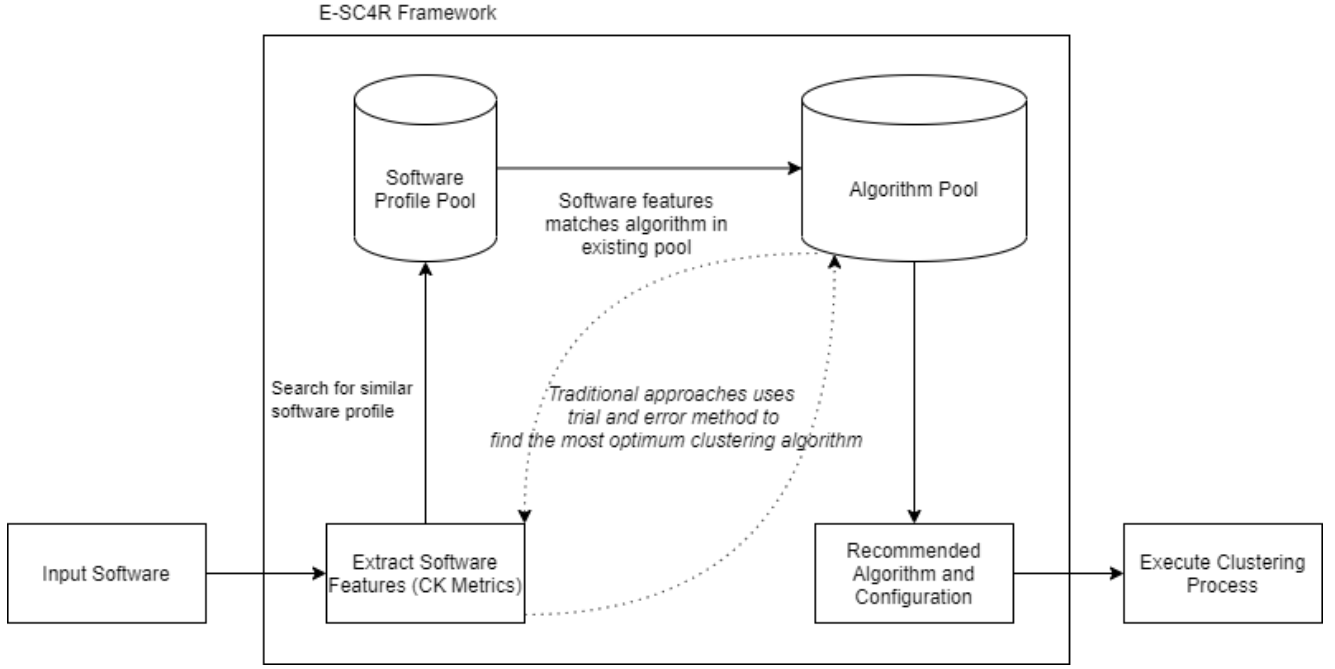 E-SC4R Framework
Software
Profile Pool
Algorithm Pool
Software features
matches algorithm in
existing pool
Search for similar
software profile
Traditional approaches uses
trial and error method to
find the most optimum clustering algorithm
Input Software
Extract Software
Features (CK Metrics)
Recommended
Algorithm and
Configuration
Execute Clustering
Process